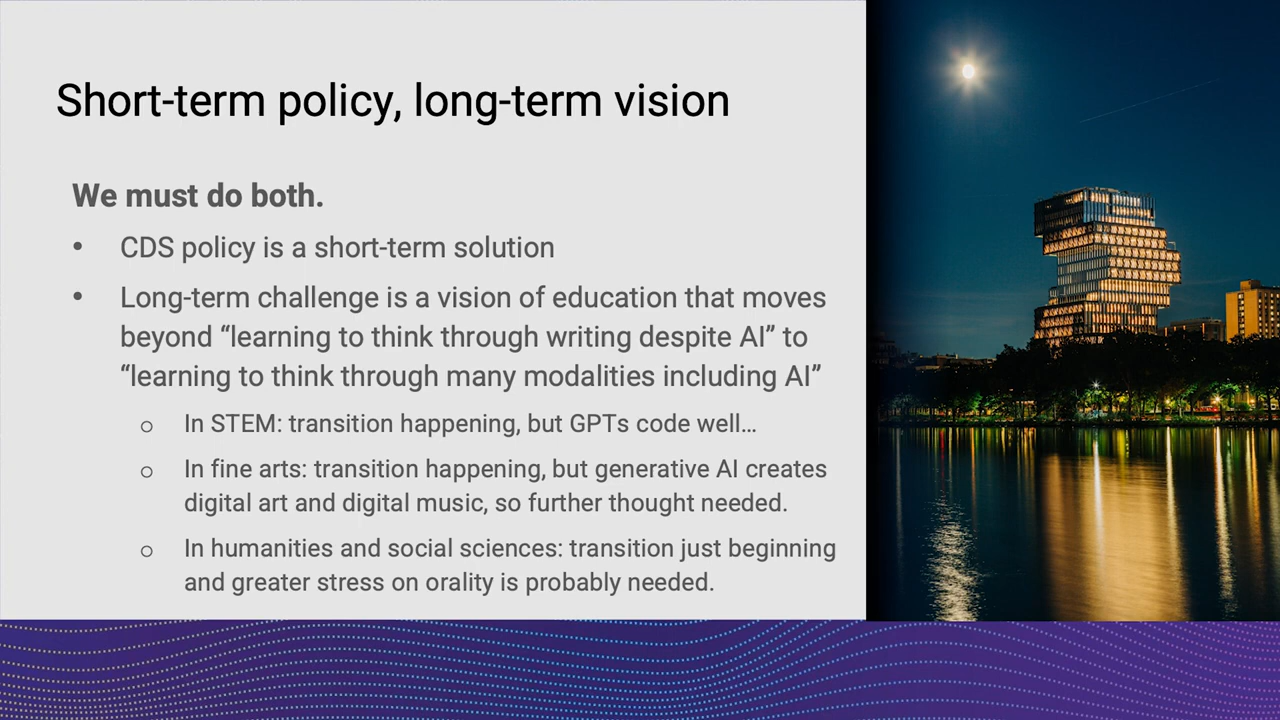 Short-term policy, long-term vision
We must do both.
• CDS policy is a short-term solution
• Long-term challenge is a vision of education that moves
beyond “learning to think through writing despite AI” to
“learning to think through many modalities including AI”
o In STEM: transition happening, but GPTs code well…
o In fine arts: transition happening, but generative AI creates
digital art and digital music, so further thought needed.
o In humanities and social sciences: transition just beginning
and greater stress on orality is probably needed.